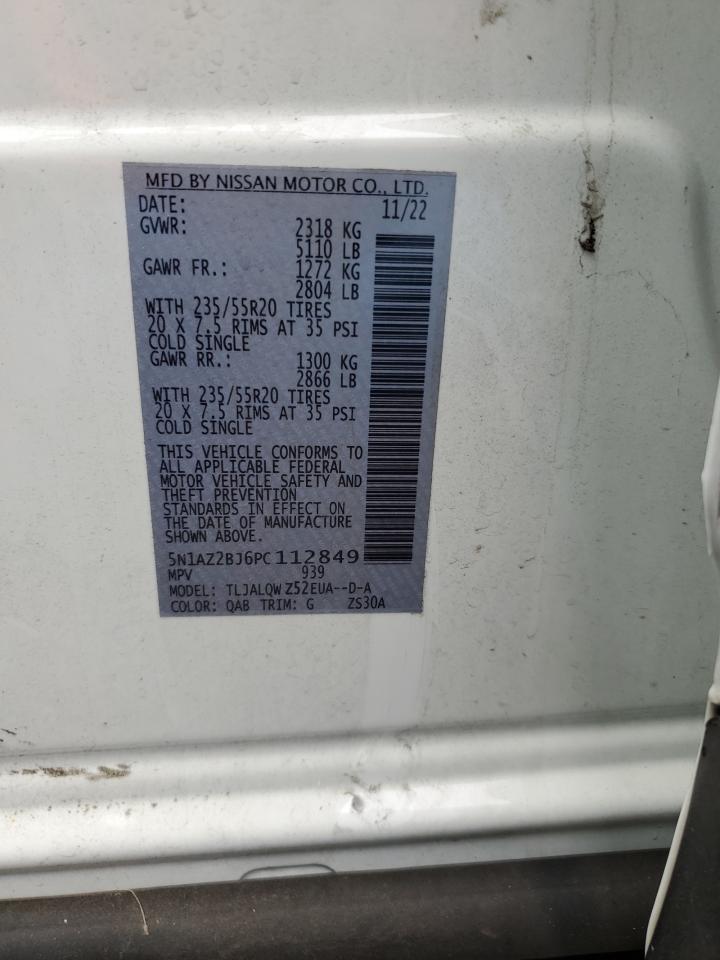 MFD BY NISSAN MOTOR CO., LTD.
DATE: 11/22
GVWR: 2318 KG
5110 LB
GAWR FR.: 1272 KG
2804 LB
WITH 235/55R20 TIRES
20 X 7.5 RIMS AT 35 PSI
COLD SINGLE
GAWR RR.: 1300 KG
2866 LB
WITH 235/55R20 TIRES
20 X 7.5 RIMS AT 35 PSI
COLD SINGLE
THIS VEHICLE CONFORMS TO
ALL APPLICABLE FEDERAL
MOTOR VEHICLE SAFETY AND
THEFT PREVENTION
STANDARDS IN EFFECT ON
THE DATE OF MANUFACTURE
SHOWN ABOVE.
5N1AZ2BJ6PC112849
MPV 939
MODEL: TLJALQW Z52EUA--D-A
COLOR: QAB TRIM: G ZS30A